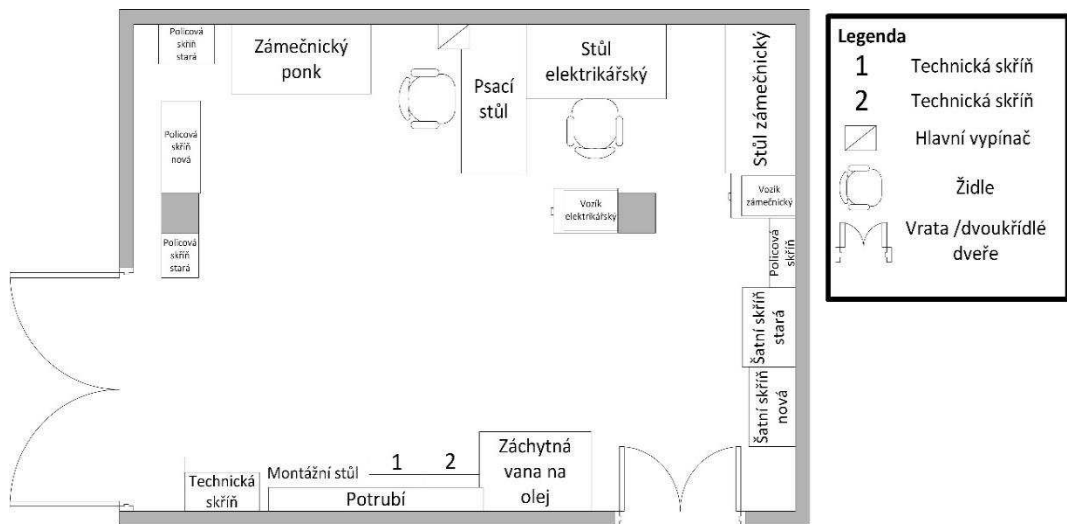 Policová
skříň
stará
Zámečnický
ponk
Psací
stůl
Stůl
elektrikářský
Stůl zámečnický
Policová
skříň
nová
Policová
skříň
stará
Vozík
elektrikářský
Vozik
zámečnický
Policová
skříň
Šatní skříň
stará
Šatní skříň
nová
Technická
skříň
Montážní stůl
1
2
Potrubí
Záchytná
vana na
olej
Legenda
1 Technická skříň
2 Technická skříň
Hlavní vypínač
Židle
Vrata /dvoukřídlé
dveře